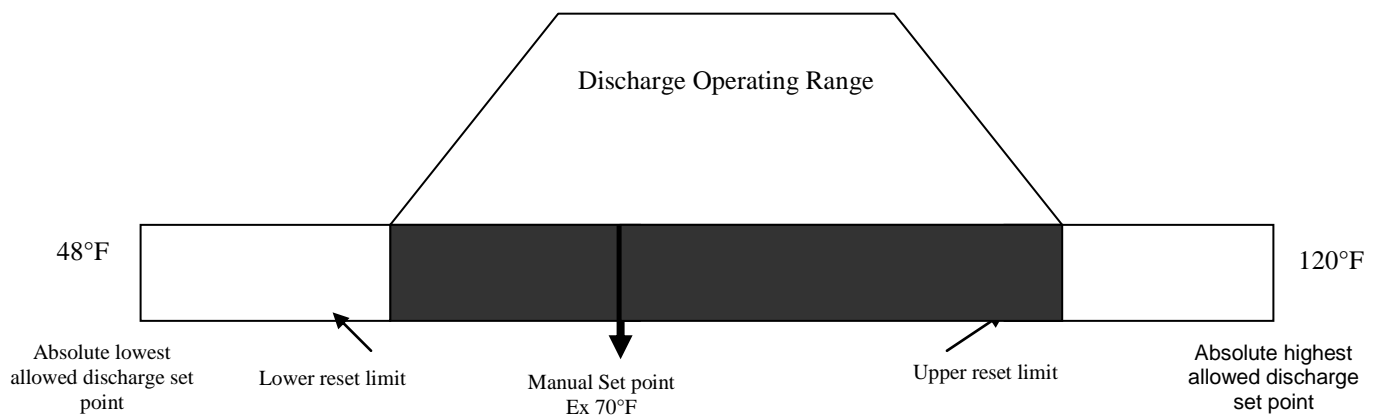 Discharge Operating Range
48°F
120°F
Absolute lowest
allowed discharge set
point
Lower reset limit
Manual Set point
Ex 70°F
Upper reset limit
Absolute highest
allowed discharge
set point